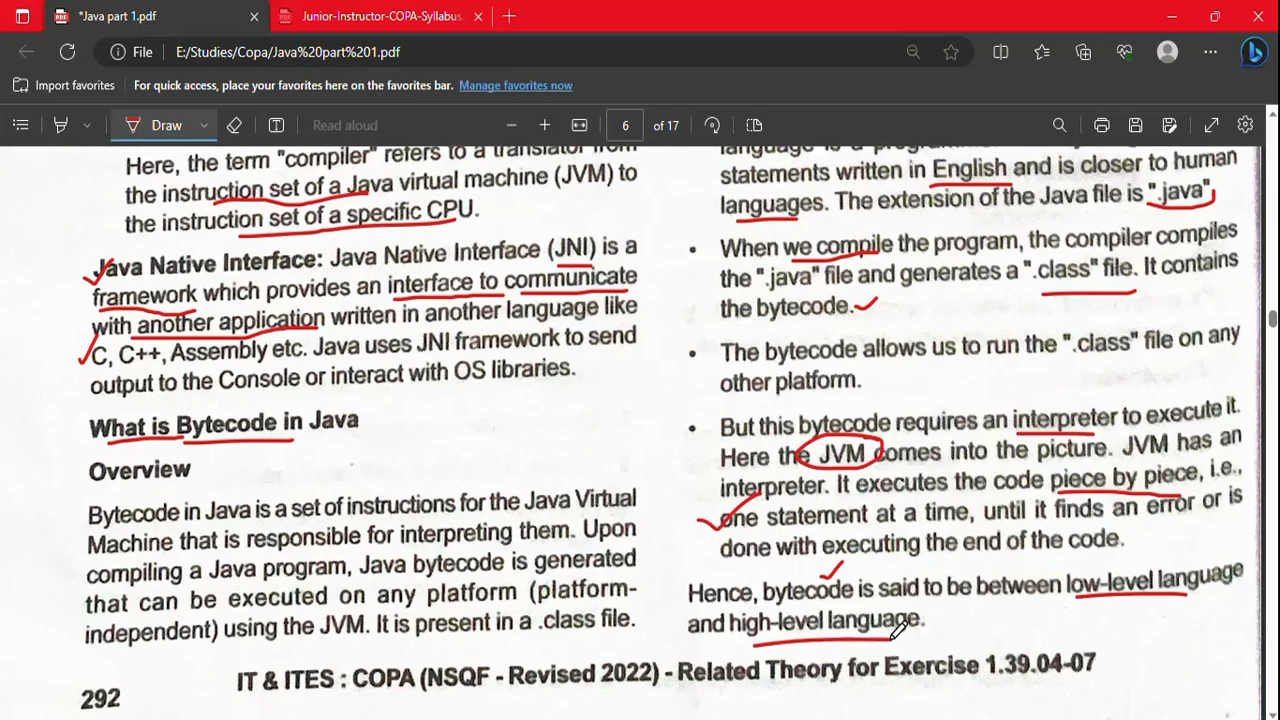 *Java part 1.pdf
Junior-Instructor-COPA-Syllabus.
File
E:/Studies/Copa/Java%20part%201.pdf
Import favorites
For quick access, place your favorites here on the favorites bar. Manage favorites now
Draw
Read aloud
6 of 17
Here, the term "compiler" refers to a translator from
the instruction set of a Java virtual machine (JVM) to
the instruction set of a specific CPU.
Java Native Interface: Java Native Interface (JNI) is a
framework which provides an interface to communicate
with another application written in another language like
C, C++, Assembly etc. Java uses JNI framework to send
output to the Console or interact with OS libraries.
What is Bytecode in Java
Overview
Bytecode in Java is a set of instructions for the Java Virtual
Machine that is responsible for interpreting them. Upon
compiling a Java program, Java bytecode is generated
that can be executed on any platform (platform-
independent) using the JVM. It is present in a .class file.
statements written in English and is closer to human
languages. The extension of the Java file is ".java"
• When we compile the program, the compiler compiles
the ".java" file and generates a ".class" file. It contains
the bytecode.
• The bytecode allows us to run the ".class" file on any
other platform.
• But this bytecode requires an interpreter to execute it.
Here the JVM comes into the picture. JVM has an
interpreter. It executes the code piece by piece, i.e.,
one statement at a time, until it finds an error or is
done with executing the end of the code.
Hence, bytecode is said to be between low-level language
and high-level language.
IT & ITES : COPA (NSQF - Revised 2022) - Related Theory for Exercise 1.39.04-07
292